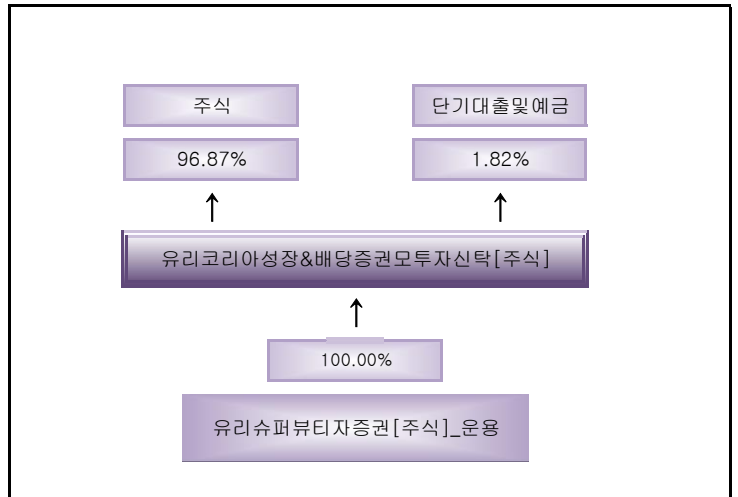 주식
단기대출및예금
96.87%
1.82%
↑
↑
유리코리아성장&배당증권모투자신탁[주식]
↑
100.00%
유리슈퍼뷰티자증권[주식]_운용